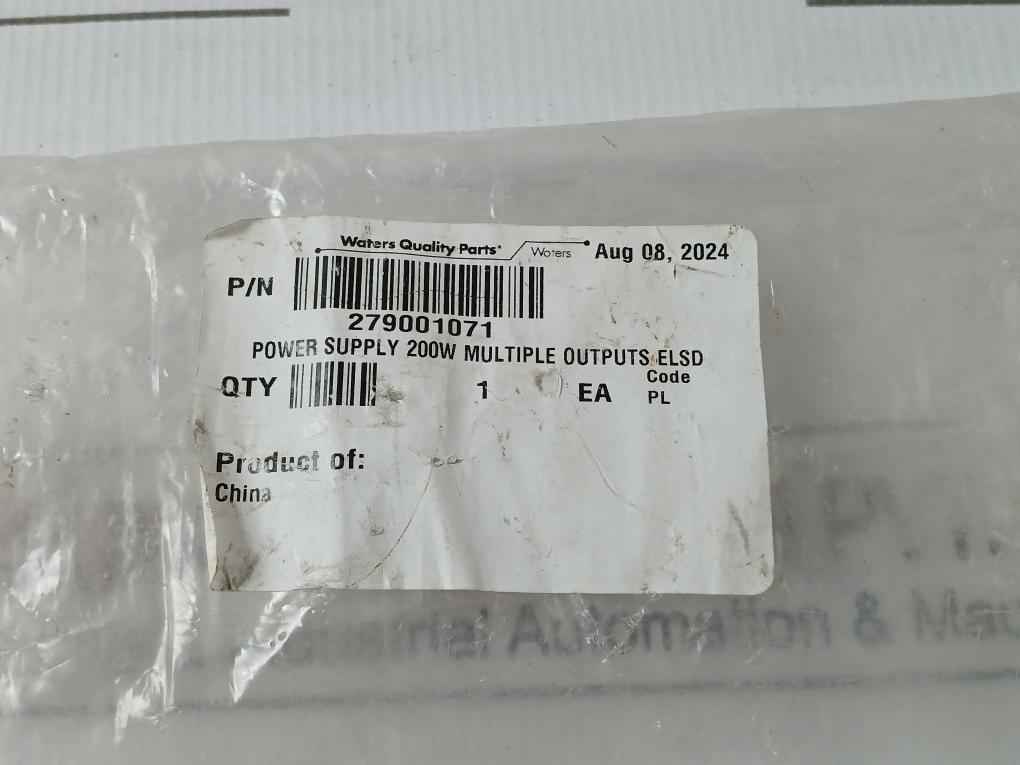 Waters Quality Parts Waters Aug 08, 2024
P/N
279001071
POWER SUPPLY 200W MULTIPLE OUTPUTS ELSD
QTY 1 EA Code
PL
Product of:
China
Automation &